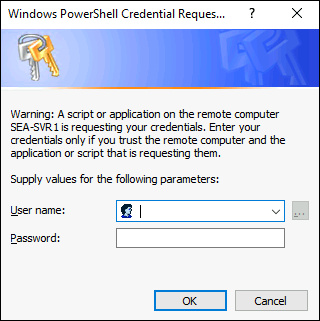 Windows PowerShell Credential Reques... ?
Warning: A script or application on the remote computer
SEA-SVR1 is requesting your credentials. Enter your
credentials only if you trust the remote computer and the
application or script that is requesting them.
Supply values for the following parameters:
User name:
...
Password:
OK Cancel